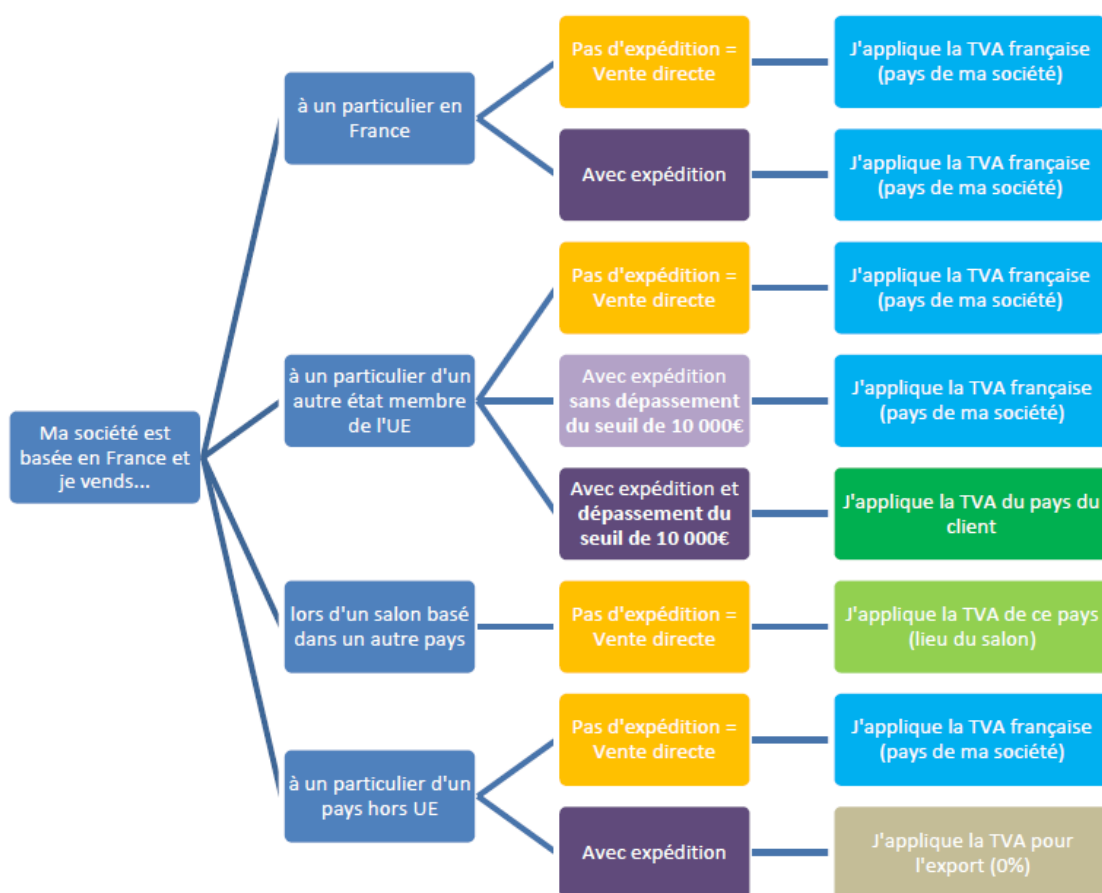 Ma société est
basée en France et
je vends...
à un particulier en
France
Pas d'expédition =
Vente directe
J'applique la TVA française
(pays de ma société)
Avec expédition
J'applique la TVA française
(pays de ma société)
à un particulier d'un
autre état membre
de l'UE
Pas d'expédition =
Vente directe
J'applique la TVA française
(pays de ma société)
Avec expédition
sans dépassement
du seuil de 10 000€
J'applique la TVA française
(pays de ma société)
Avec expédition et
dépassement du
seuil de 10 000€
J'applique la TVA du pays du
client
lors d'un salon basé
dans un autre pays
Pas d'expédition =
Vente directe
J'applique la TVA de ce pays
(lieu du salon)
à un particulier d'un
pays hors UE
Pas d'expédition =
Vente directe
J'applique la TVA française
(pays de ma société)
Avec expédition
J'applique la TVA pour
l'export (0%)